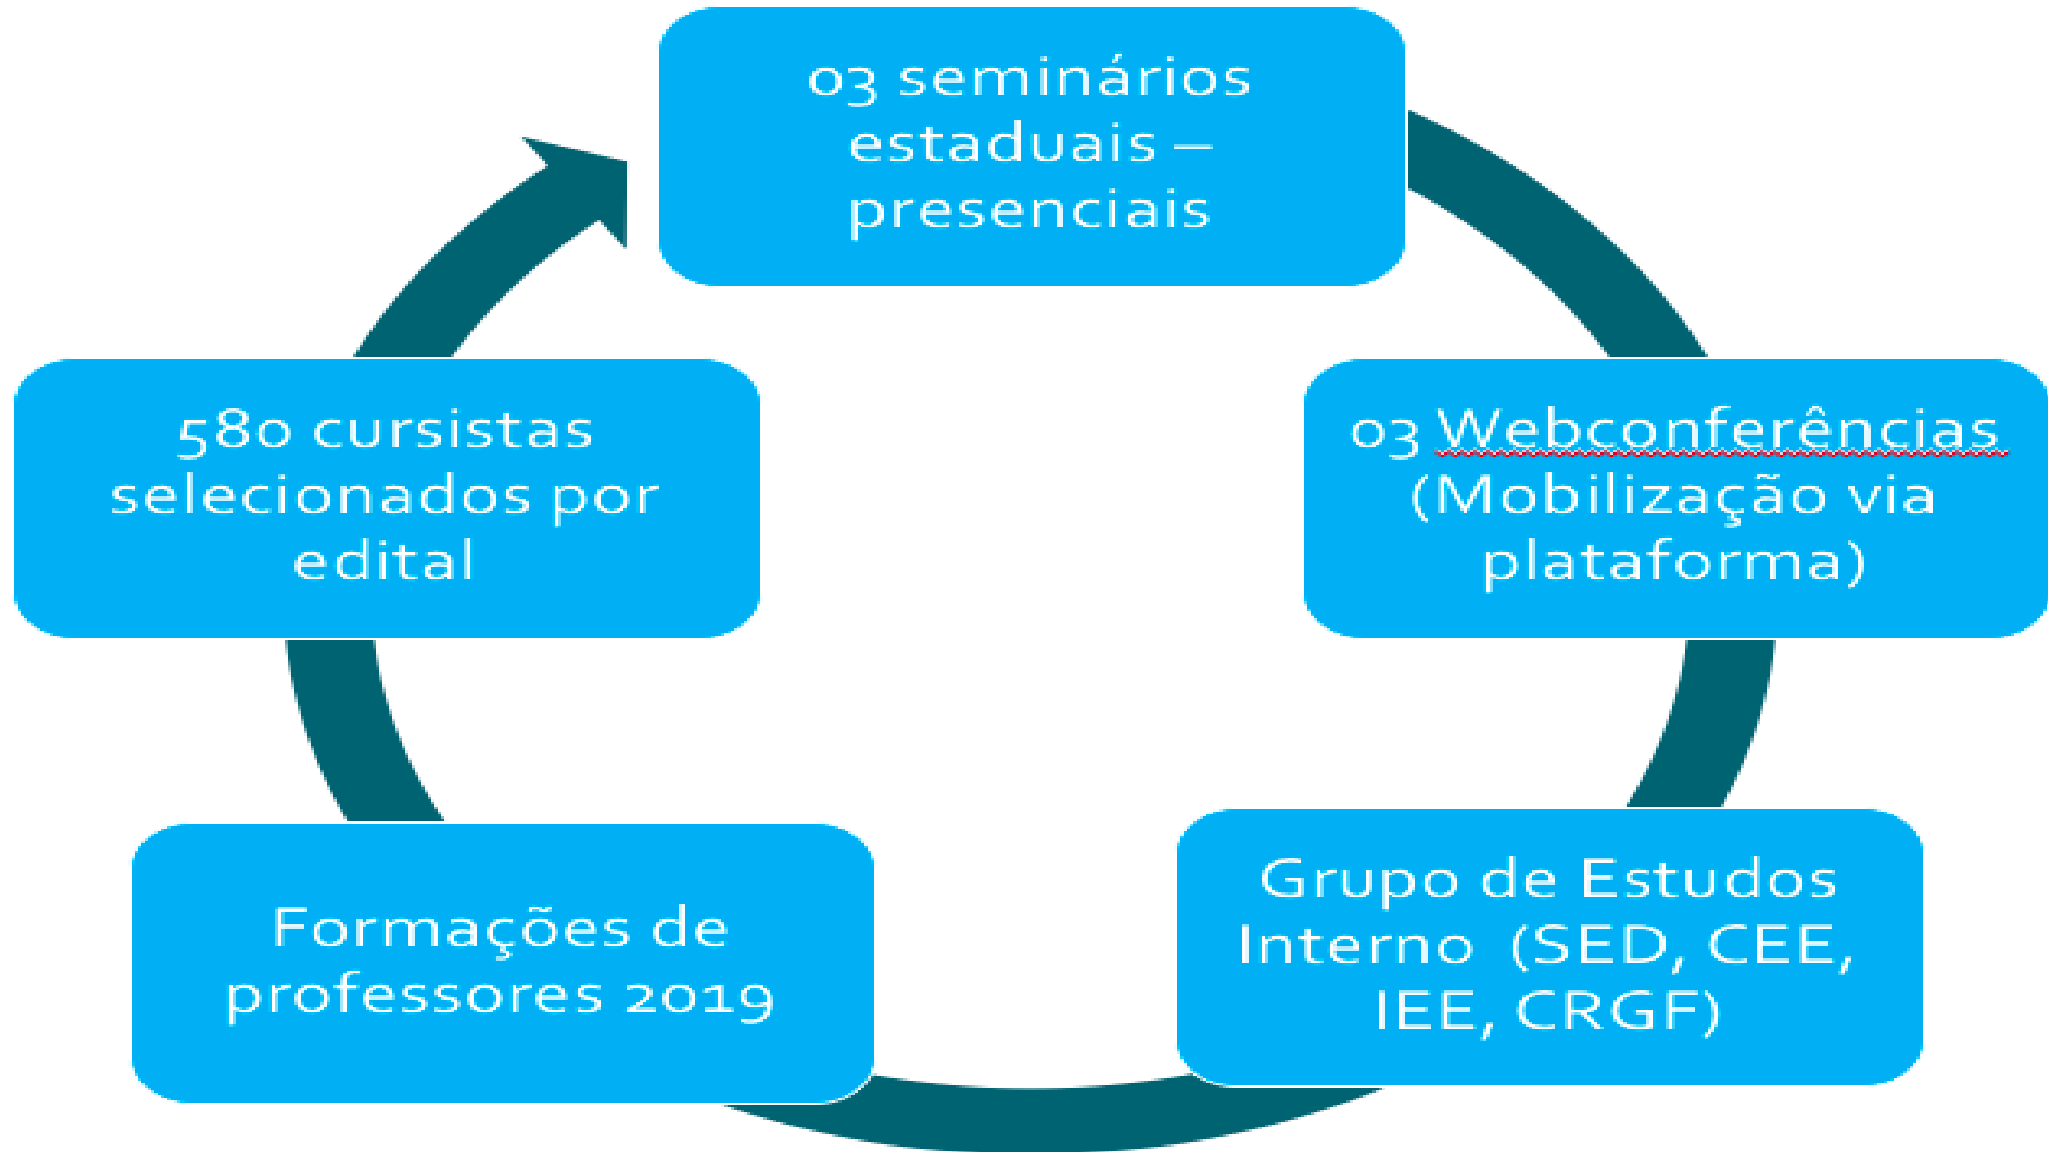 03 seminários
estaduais –
presenciais
03 Webconferências
(Mobilização via
plataforma)
Grupo de Estudos
Interno (SED, CEE,
IEE, CRGF)
Formações de
professores 2019
580 cursistas
selecionados por
edital